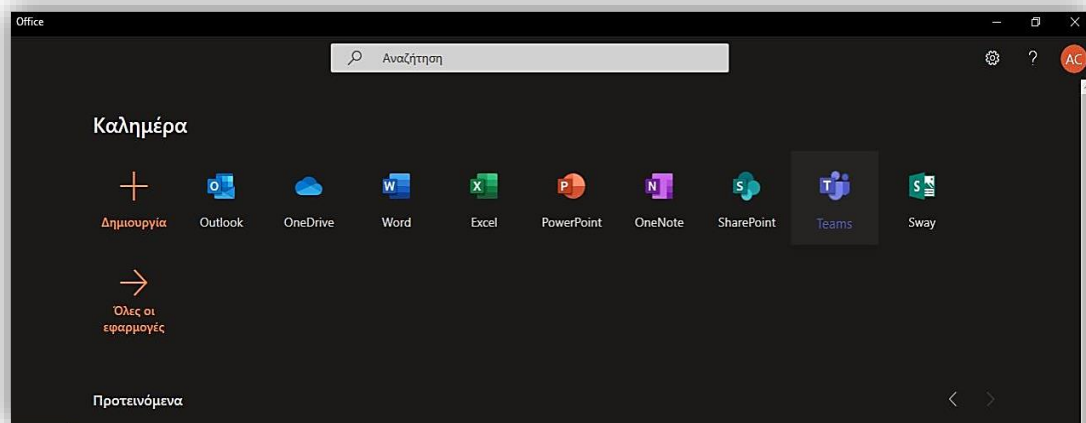 Office
Αναζήτηση
AC
Καλημέρα
Δημιουργία
Outlook
OneDrive
Word
Excel
PowerPoint
OneNote
SharePoint
Teams
Sway
Όλες οι
εφαρμογές
Προτεινόμενα